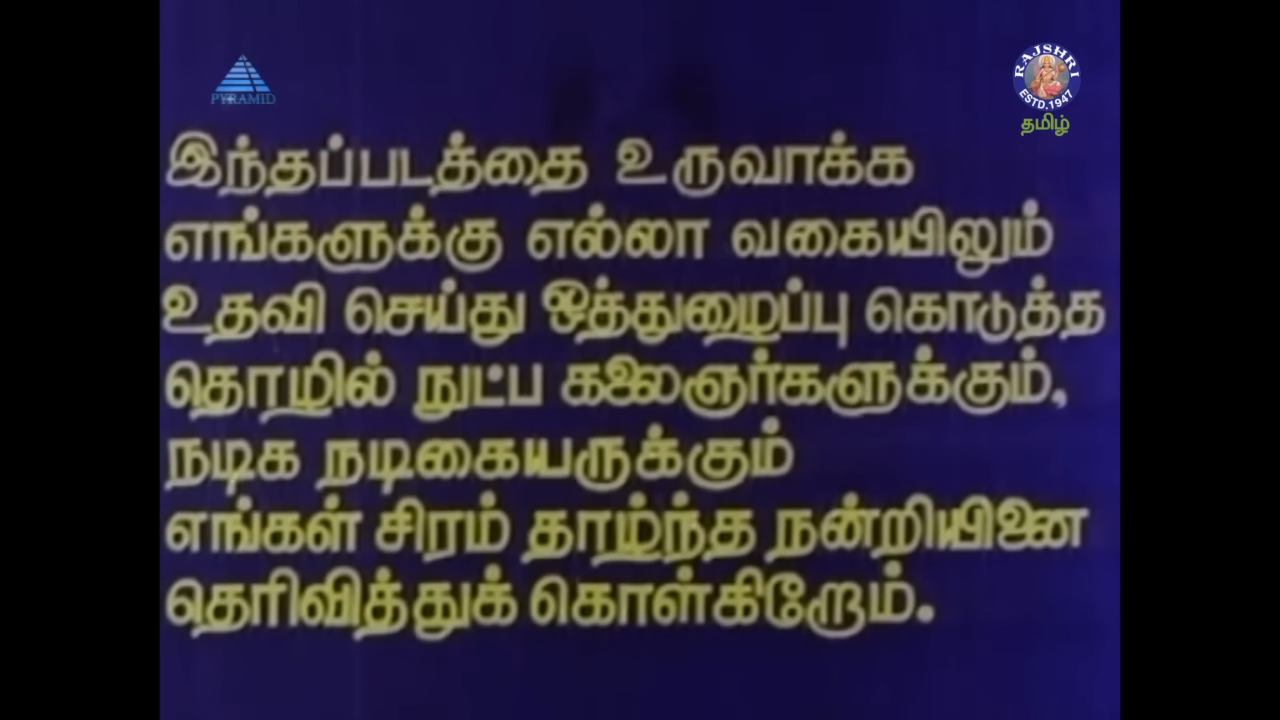 PYRAMID
RAJSHRI
ESTD.1947
தமிழ்
இந்தப்படத்தை உருவாக்க
எங்களுக்கு எல்லா வகையிலும்
உதவி செய்து ஒத்துழைப்பு கொடுத்த
தொழில் நுட்ப கலைஞர்களுக்கும்,
நடிக நடிகையருக்கும்
எங்கள் சிரம் தாழ்ந்த நன்றியினை
தெரிவித்துக் கொள்கிறோம்.